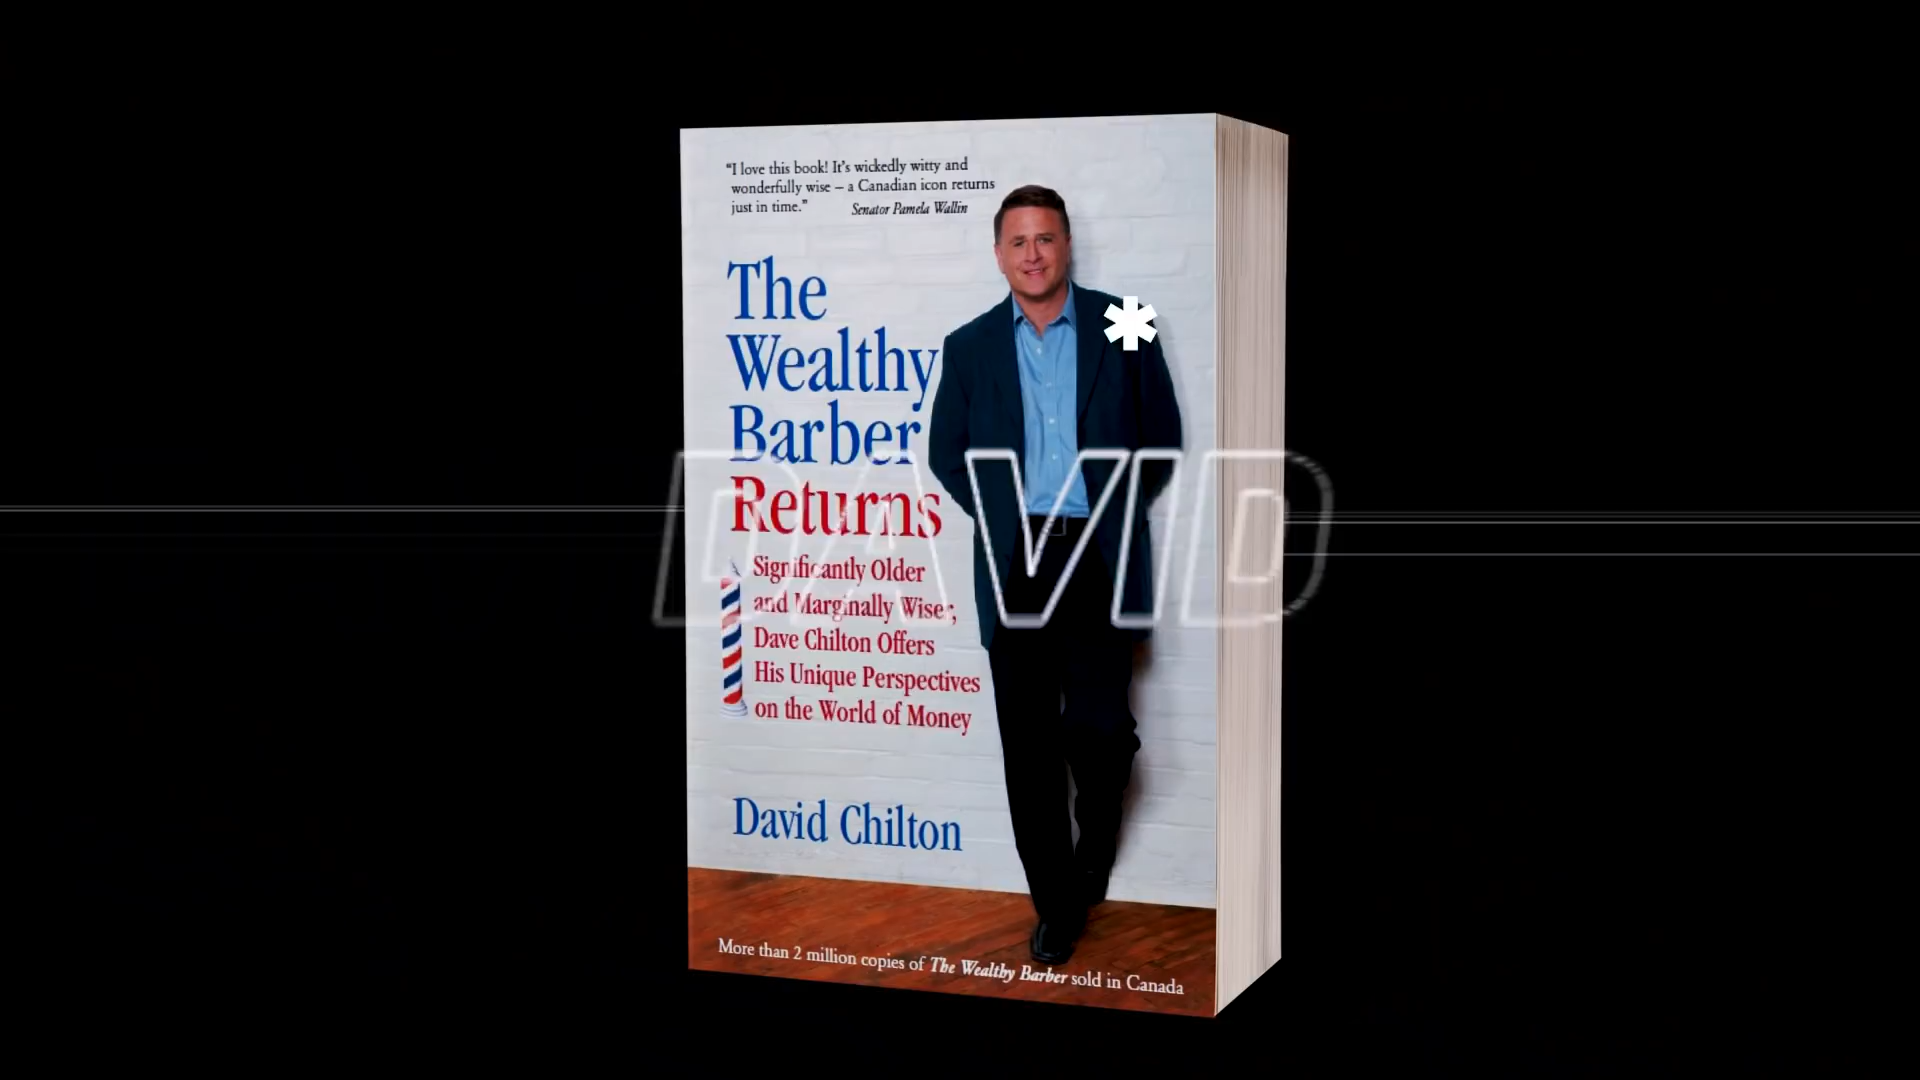 “I love this book! It’s wickedly witty and
wonderfully wise – a Canadian icon returns
just in time.” Senator Pamela Wallin
The
Wealthy
Barber
Returns
DAVID
Significantly Older
and Marginally Wiser,
Dave Chilton Offers
His Unique Perspectives
on the World of Money
David Chilton
More than 2 million copies of The Wealthy Barber sold in Canada